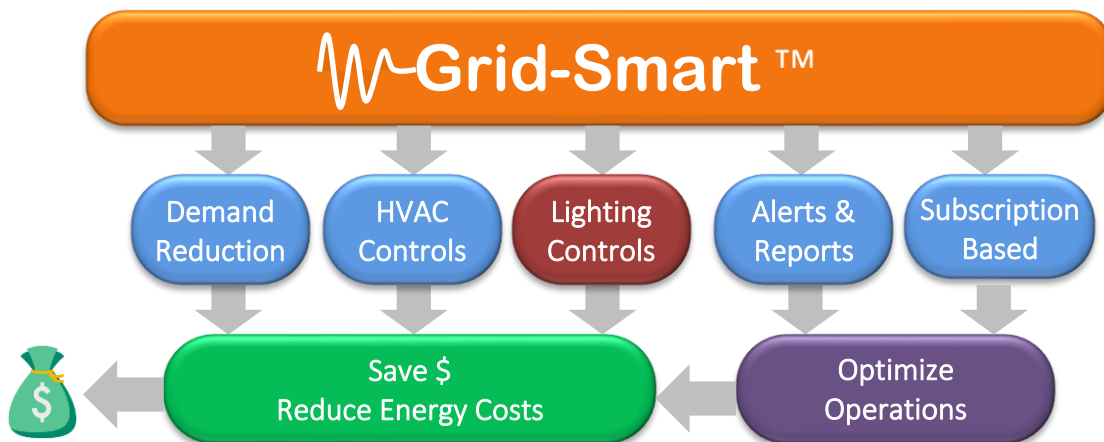 Grid-Smart ™
Demand
Reduction
HVAC
Controls
Lighting
Controls
Alerts &
Reports
Subscription
Based
Save $
Reduce Energy Costs
Optimize
Operations
$